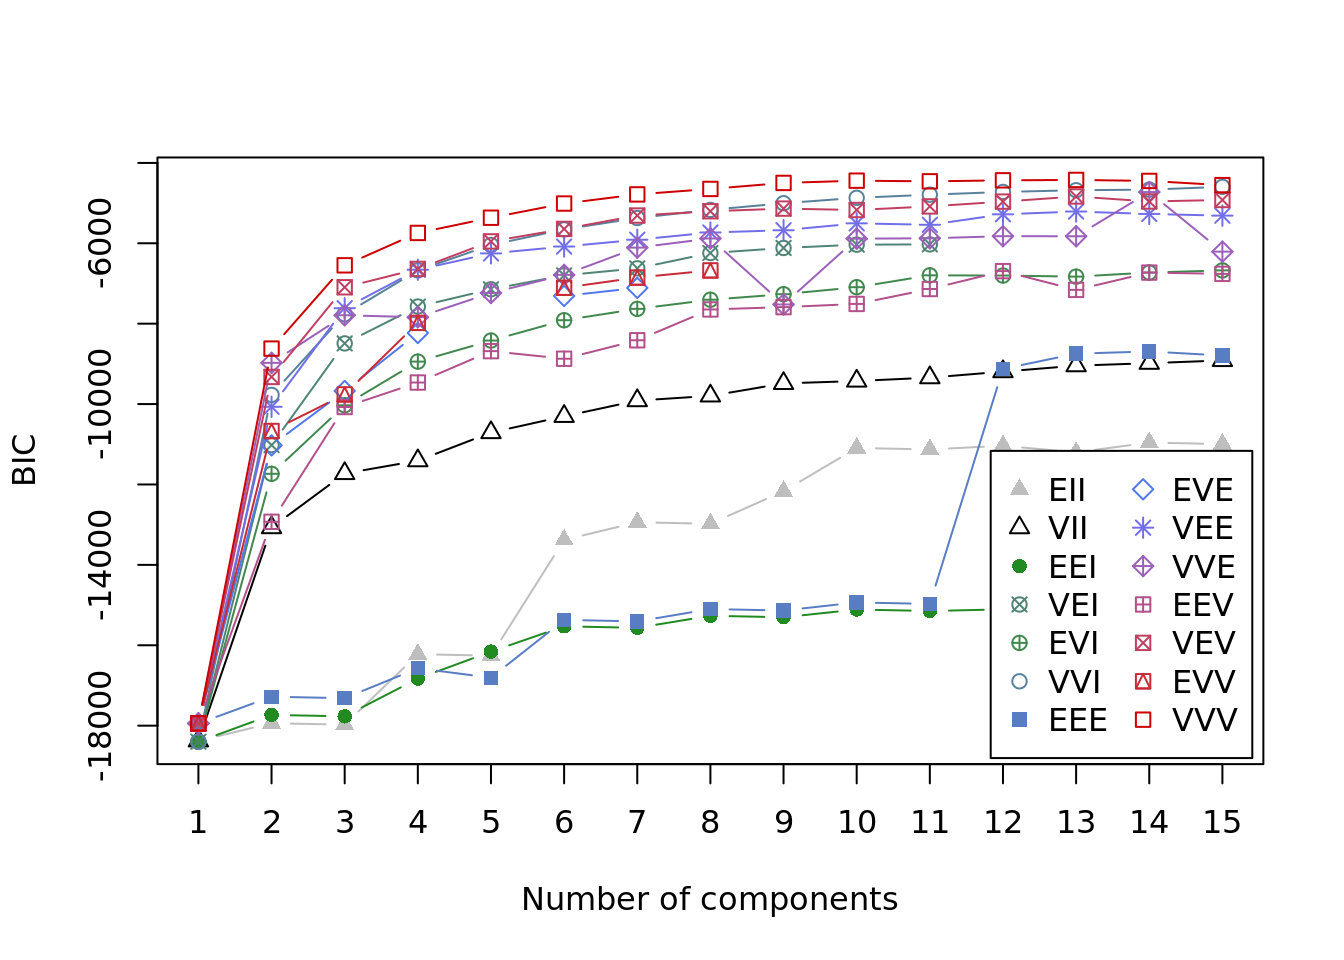 BIC
-6000
-10000
-14000
-18000
EII EVE
VII VEE
EEI VVE
VEI EEV
EVI VEV
VVI EVV
EEE VVV
1 2 3 4 5 6 7 8 9 10 11 12 13 14 15
Number of components